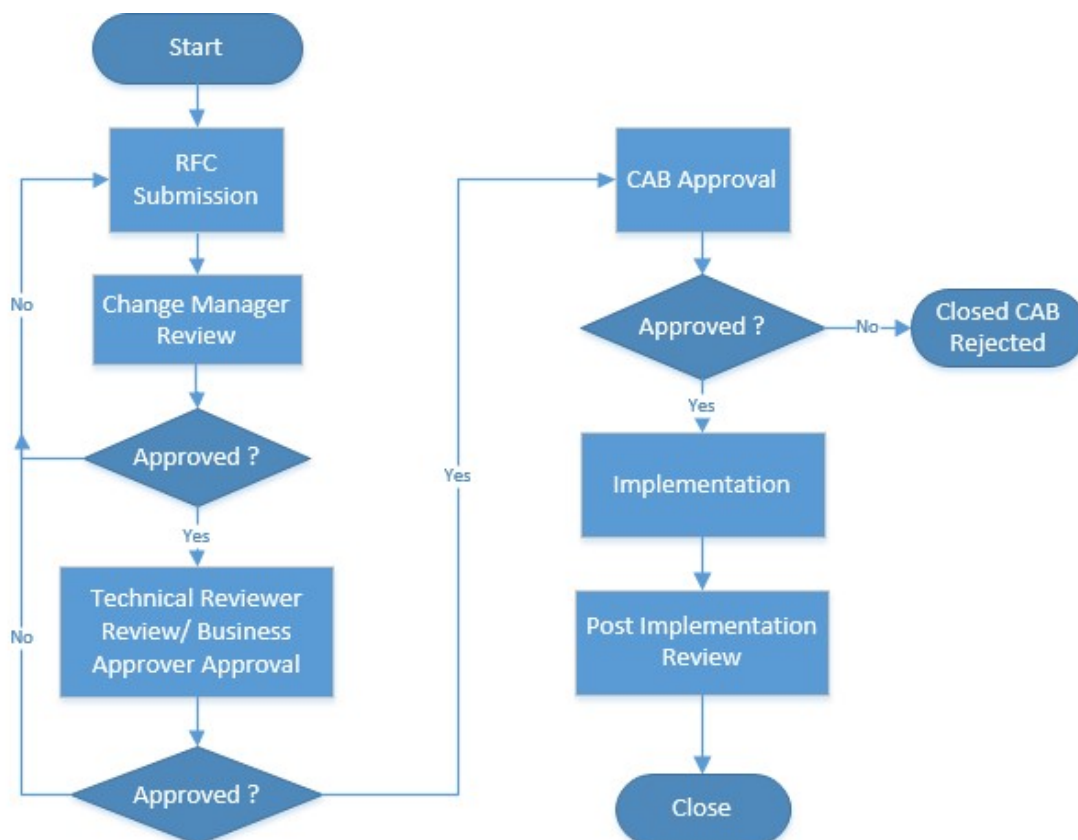 Start
RFC
Submission
No
Change Manager
Review
Approved ?
Yes
Technical Reviewer
Review/ Business
Approver Approval
No
Approved ?
Yes
CAB Approval
Approved ?
No
Closed CAB
Rejected
Yes
Implementation
Post Implementation
Review
Close